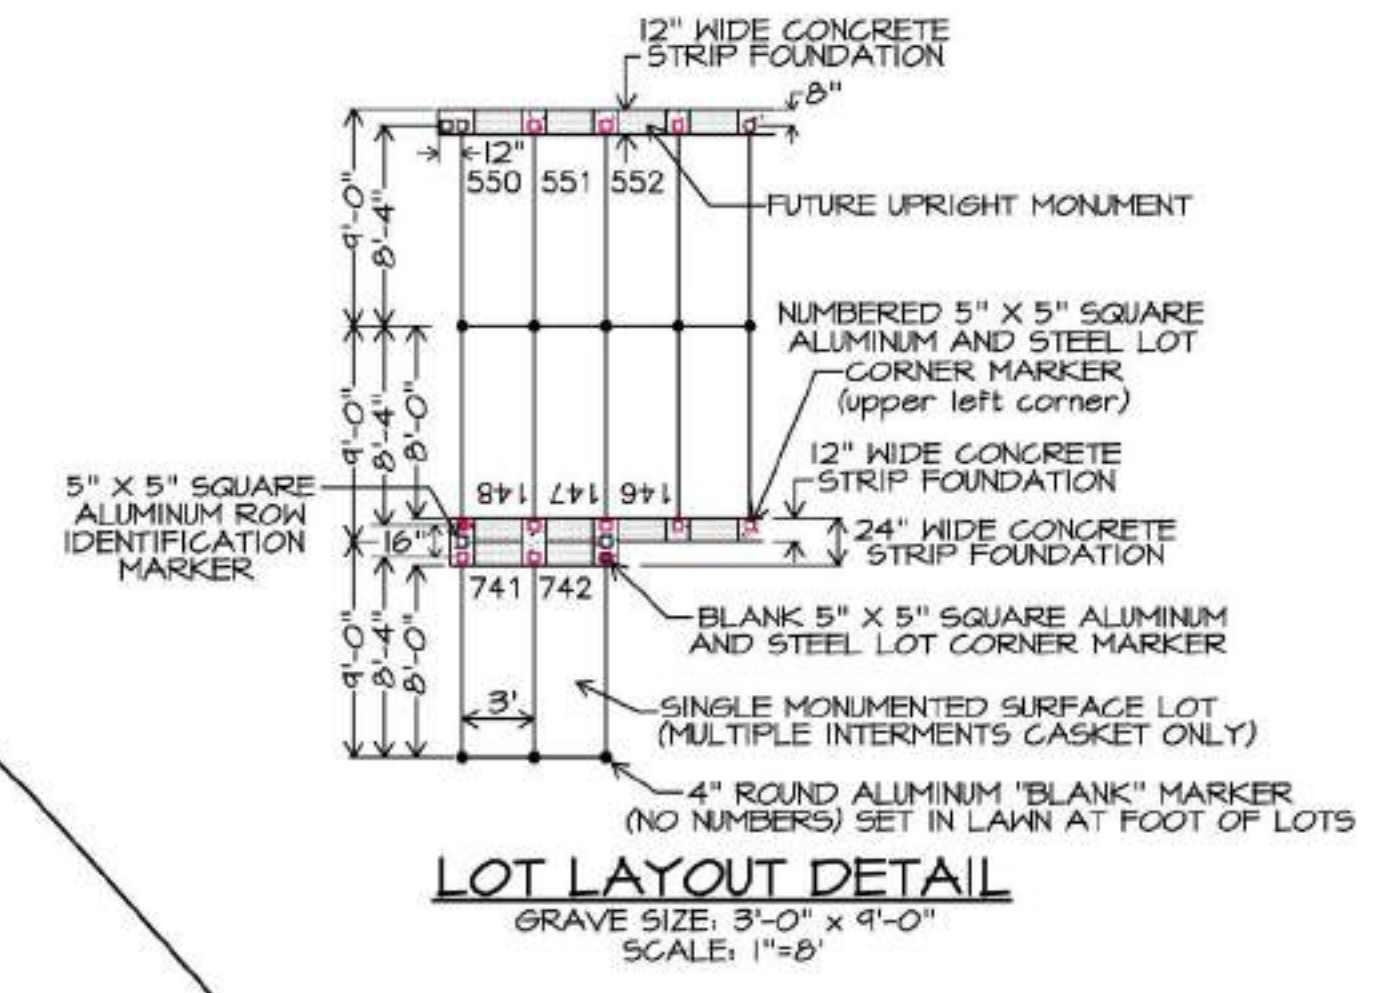 12" WIDE CONCRETE
STRIP FOUNDATION
8"
12"
550 551 552
9'-0"
8'-4"
FUTURE UPRIGHT MONUMENT
NUMBERED 5" X 5" SQUARE
ALUMINUM AND STEEL LOT
CORNER MARKER
(upper left corner)
9'-0"
8'-4"
8'-0"
12" WIDE CONCRETE
STRIP FOUNDATION
5" X 5" SQUARE
ALUMINUM ROW
IDENTIFICATION
MARKER
148 147 146
16"
24" WIDE CONCRETE
STRIP FOUNDATION
741 742
BLANK 5" X 5" SQUARE ALUMINUM
AND STEEL LOT CORNER MARKER
9'-0"
8'-4"
8'-0"
3'
SINGLE MONUMENTED SURFACE LOT
(MULTIPLE INTERMENTS CASKET ONLY)
4" ROUND ALUMINUM "BLANK" MARKER
(NO NUMBERS) SET IN LAWN AT FOOT OF LOTS
LOT LAYOUT DETAIL
GRAVE SIZE: 3'-0" x 9'-0"
SCALE: 1"=8'